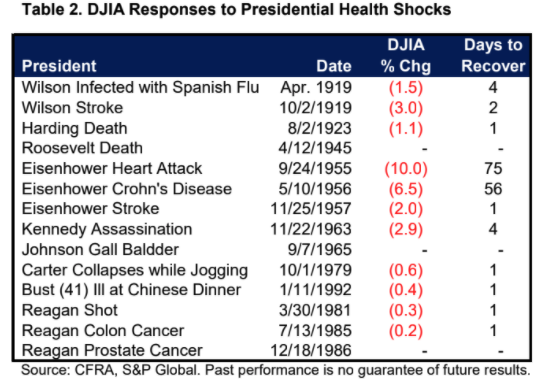 Table 2. DJIA Responses to Presidential Health Shocks
DJIA Days to
President Date % Chg Recover
Wilson Infected with Spanish Flu Apr. 1919 (1.5) 4
Wilson Stroke 10/2/1919 (3.0) 2
Harding Death 8/2/1923 (1.1) 1
Roosevelt Death 4/12/1945 - -
Eisenhower Heart Attack 9/24/1955 (10.0) 75
Eisenhower Crohn's Disease 5/10/1956 (6.5) 56
Eisenhower Stroke 11/25/1957 (2.0) 1
Kennedy Assassination 11/22/1963 (2.9) 4
Johnson Gall Baldder 9/7/1965 - -
Carter Collapses while Jogging 10/1/1979 (0.6) 1
Bust (41) Ill at Chinese Dinner 1/11/1992 (0.4) 1
Reagan Shot 3/30/1981 (0.3) 1
Reagan Colon Cancer 7/13/1985 (0.2) 1
Reagan Prostate Cancer 12/18/1986 - -
Source: CFRA, S&P Global. Past performance is no guarantee of future results.